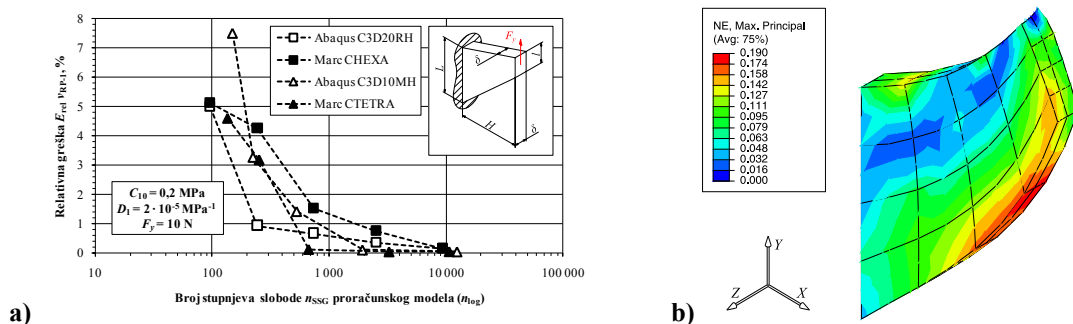 8
7
6
5
4
3
2
1
0
Relativna greška E_rel v_RP-1, %
Abaqus C3D20RH
Marc CHEXA
Abaqus C3D10MH
Marc CTETRA
F_y
δ
L
l
H
δ
C₁₀ = 0,2 MPa
D₁ = 2 · 10⁻⁵ MPa⁻¹
F_y = 10 N
10 100 1 000 10 000 100 000
Broj stupnjeva slobode n_SSG proračunskog modela (n_log)
a)
NE, Max. Principal
(Avg: 75%)
0.190
0.174
0.158
0.142
0.127
0.111
0.095
0.079
0.063
0.048
0.032
0.016
0.000
Y
Z X
b)